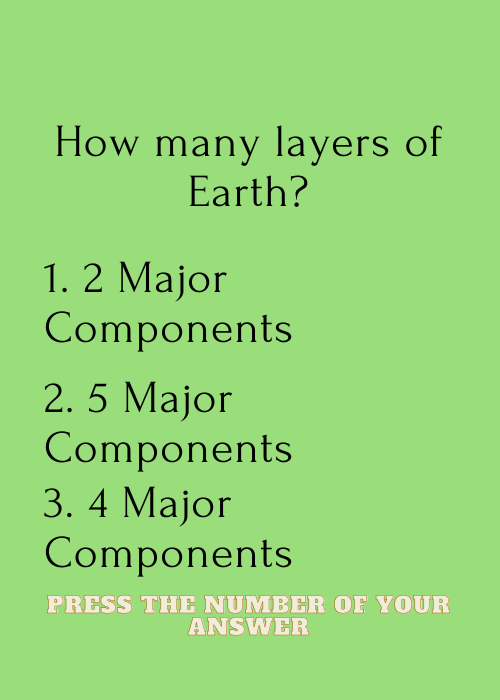 How many layers of
Earth?
1. 2 Major
Components
2. 5 Major
Components
3. 4 Major
Components
PRESS THE NUMBER OF YOUR
ANSWER